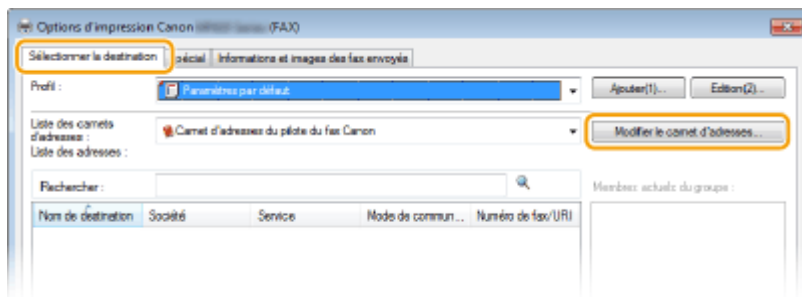 Options d'impression Canon (FAX)
Sélectionner la destination Spécial Informations et images des fax envoyés
Profil : Paramètres par défaut Ajouter(1)... Edition(2)...
Liste des carnets d'adresses : Carnet d'adresses du pilote du fax Canon Modifier le carnet d'adresses...
Liste des adresses :
Rechercher : Membres actuels du groupe :
Nom de destination Société Service Mode de commun... Numéro de fax/URI